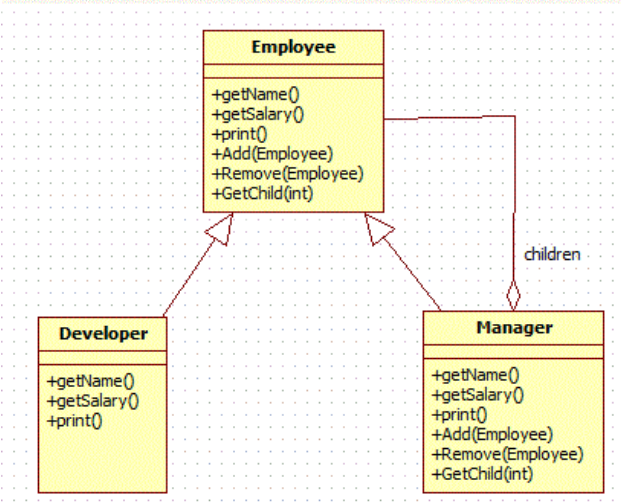 Employee
+getName()
+getSalary()
+print()
+Add(Employee)
+Remove(Employee)
+GetChild(int)
children
Developer
+getName()
+getSalary()
+print()
Manager
+getName()
+getSalary()
+print()
+Add(Employee)
+Remove(Employee)
+GetChild(int)